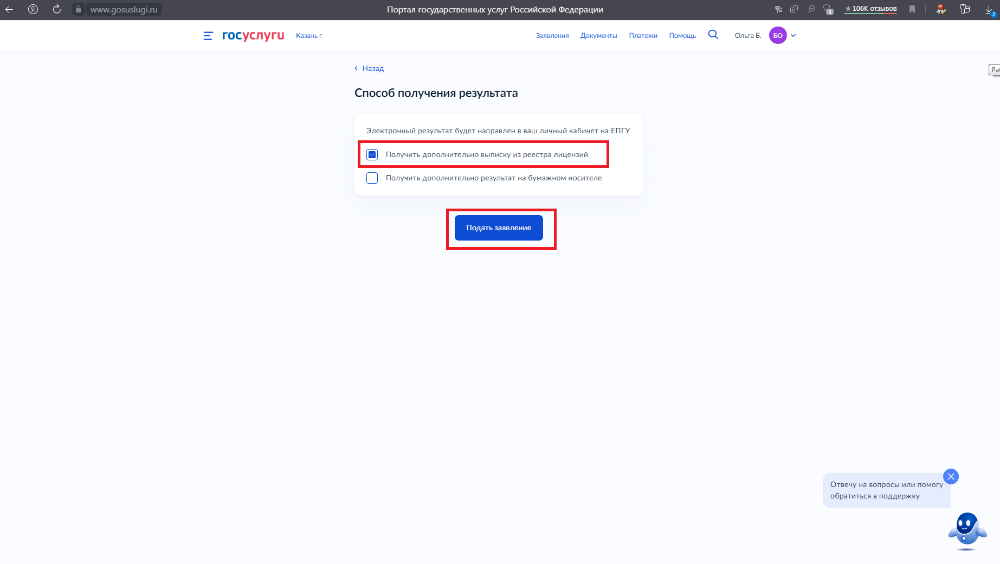 www.gosuslugi.ru
Портал государственных услуг Российской Федерации
1
★ 106K отзывов
2
госуслуги
Казань г
Заявления
Документы
Платежи
Помощь
Ольга Б.
БО
Назад
Способ получения результата
Электронный результат будет направлен в ваш личный кабинет на ЕПГУ
Получить дополнительно выписку из реестра лицензий
Получить дополнительно результат на бумажном носителе
Подать заявление
Отвечу на вопросы или помогу
обратиться в поддержку